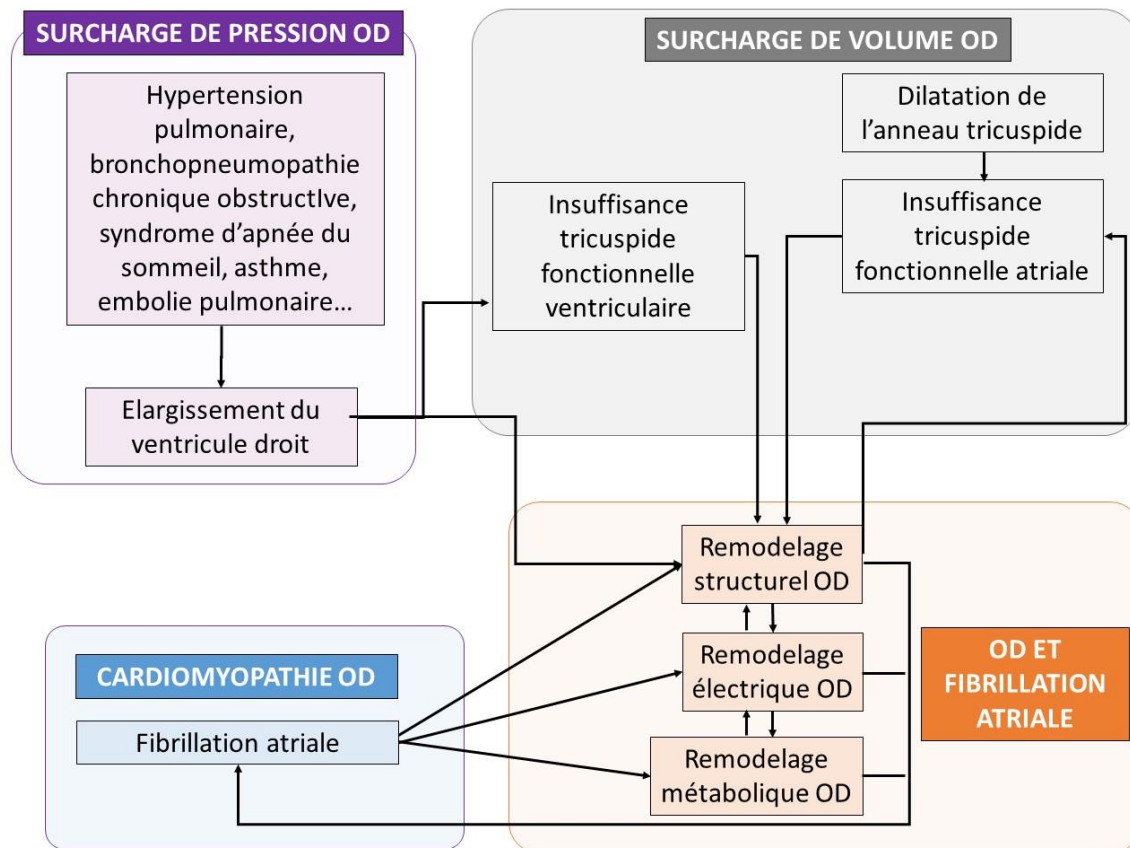 SURCHARGE DE PRESSION OD
Hypertension
pulmonaire,
bronchopneumopathie
chronique obstructIve,
syndrome d’apnée du
sommeil, asthme,
embolie pulmonaire…
Elargissement du
ventricule droit
SURCHARGE DE VOLUME OD
Dilatation de
l’anneau tricuspide
Insuffisance
tricuspide
fonctionnelle
ventriculaire
Insuffisance
tricuspide
fonctionnelle atriale
CARDIOMYOPATHIE OD
Fibrillation atriale
Remodelage
structurel OD
Remodelage
électrique OD
Remodelage
métabolique OD
OD ET
FIBRILLATION
ATRIALE